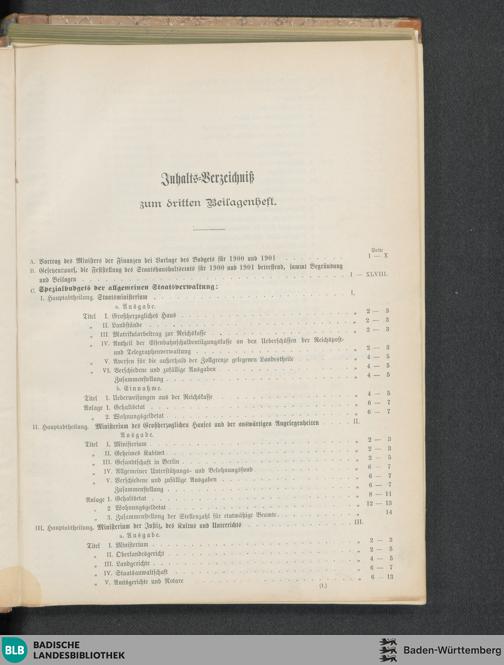 Inhalts-Verzeichniß
zum dritten Beilagenheft.
Seite
A. Vortrag des Ministers der Finanzen bei Vorlage des Budgets für 1900 und 1901 . . . I — X
B. Gesetzentwurf, die Feststellung des Staatshaushaltsetats für 1900 und 1901 betreffend, sammt Begründung
und Beilagen . . . I — XLVIII.
C. Spezialbudgets der allgemeinen Staatsverwaltung:
I. Hauptabtheilung. Staatsministerium . . . I.
a. Ausgabe.
Titel I. Großherzogliches Haus . . . „ 2 — 3
„ II. Landstände . . . „ 2 — 3
„ III. Matrikularbeitrag zur Reichskasse . . . „ 2 — 3
„ IV. Antheil der Eisenbahnschuldentilgungskasse an den Ueberschüssen der Reichspost-
und Telegraphenverwaltung . . . „ 2 — 3
„ V. Aversen für die außerhalb der Zollgrenze gelegenen Landestheile . . . „ 4 — 5
„ VI. Verschiedene und zufällige Ausgaben . . . „ 4 — 5
Zusammenstellung . . . „ 4 — 5
b. Einnahme.
Titel I. Ueberweisungen aus der Reichskasse . . . „ 4 — 5
Anlage 1. Gehaltsetat . . . „ 6 — 7
„ 2. Wohnungsgeldetat . . . „ 6 — 7
II. Hauptabtheilung. Ministerium des Großherzoglichen Hauses und der auswärtigen Angelegenheiten II.
Ausgabe.
Titel I. Ministerium . . . „ 2 — 3
„ II. Geheimes Kabinet . . . „ 2 — 3
„ III. Gesandtschaft in Berlin . . . „ 2 — 5
„ IV. Allgemeiner Unterstützungs- und Belohnungsfond . . . „ 6 — 7
„ V. Verschiedene und zufällige Ausgaben . . . „ 6 — 7
Zusammenstellung . . . „ 6 — 7
Anlage 1. Gehaltsetat . . . „ 8 — 11
„ 2 Wohnungsgeldetat . . . „ 12 — 13
„ 3. Zusammenstellung der Stellenzahl für etatmäßige Beamte . . . „ 14
III. Hauptabtheilung. Ministerium der Justiz, des Kultus und Unterrichts . . . III.
a. Ausgabe.
Titel I. Ministerium . . . „ 2 — 3
„ II. Oberlandesgericht . . . „ 2 — 5
„ III. Landgerichte . . . „ 4 — 5
„ IV. Staatsanwaltschaft . . . „ 6 — 7
„ V. Amtsgerichte und Notare . . . „ 6 — 13
(1.)
BLB BADISCHE
LANDESBIBLIOTHEK
Baden-Württemberg